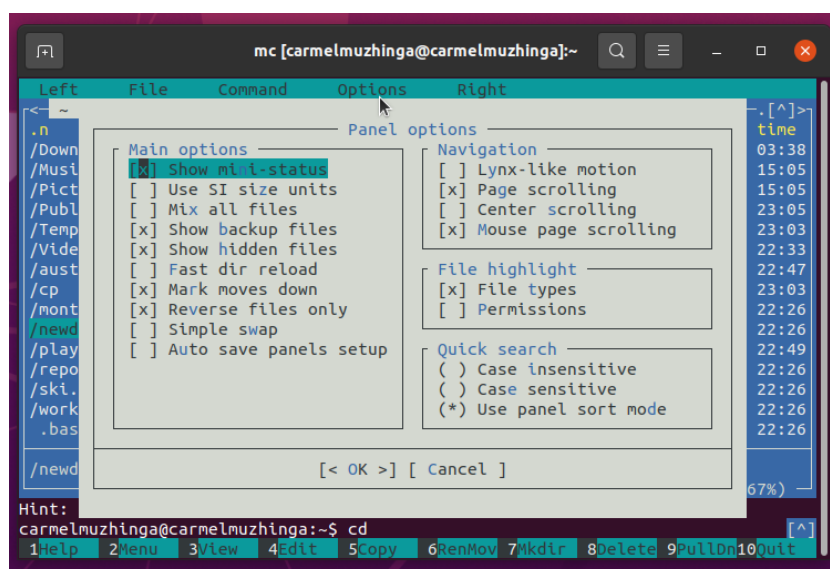 mc [carmelmuzhinga@carmelmuzhinga]:~
Left File Command Options Right
<— ~ .[^]>
.n Panel options time
/Down Main options Navigation 03:38
/Musi [x] Show mini-status [ ] Lynx-like motion 15:05
/Pict [ ] Use SI size units [x] Page scrolling 15:05
/Publ [ ] Mix all files [ ] Center scrolling 23:05
/Temp [x] Show backup files [x] Mouse page scrolling 23:03
/Vide [x] Show hidden files 22:33
/aust [ ] Fast dir reload File highlight 22:47
/cp [x] Mark moves down [x] File types 23:03
/mont [x] Reverse files only [ ] Permissions 22:26
/newd [ ] Simple swap 22:26
/play [ ] Auto save panels setup Quick search 22:49
/repo ( ) Case insensitive 22:26
/ski. ( ) Case sensitive 22:26
/work (*) Use panel sort mode 22:26
.bas 22:26
/newd [< OK >] [ Cancel ]
67%)
Hint:
carmelmuzhinga@carmelmuzhinga:~$ cd [^]
1Help 2Menu 3View 4Edit 5Copy 6RenMov 7Mkdir 8Delete 9PullDn 10Quit